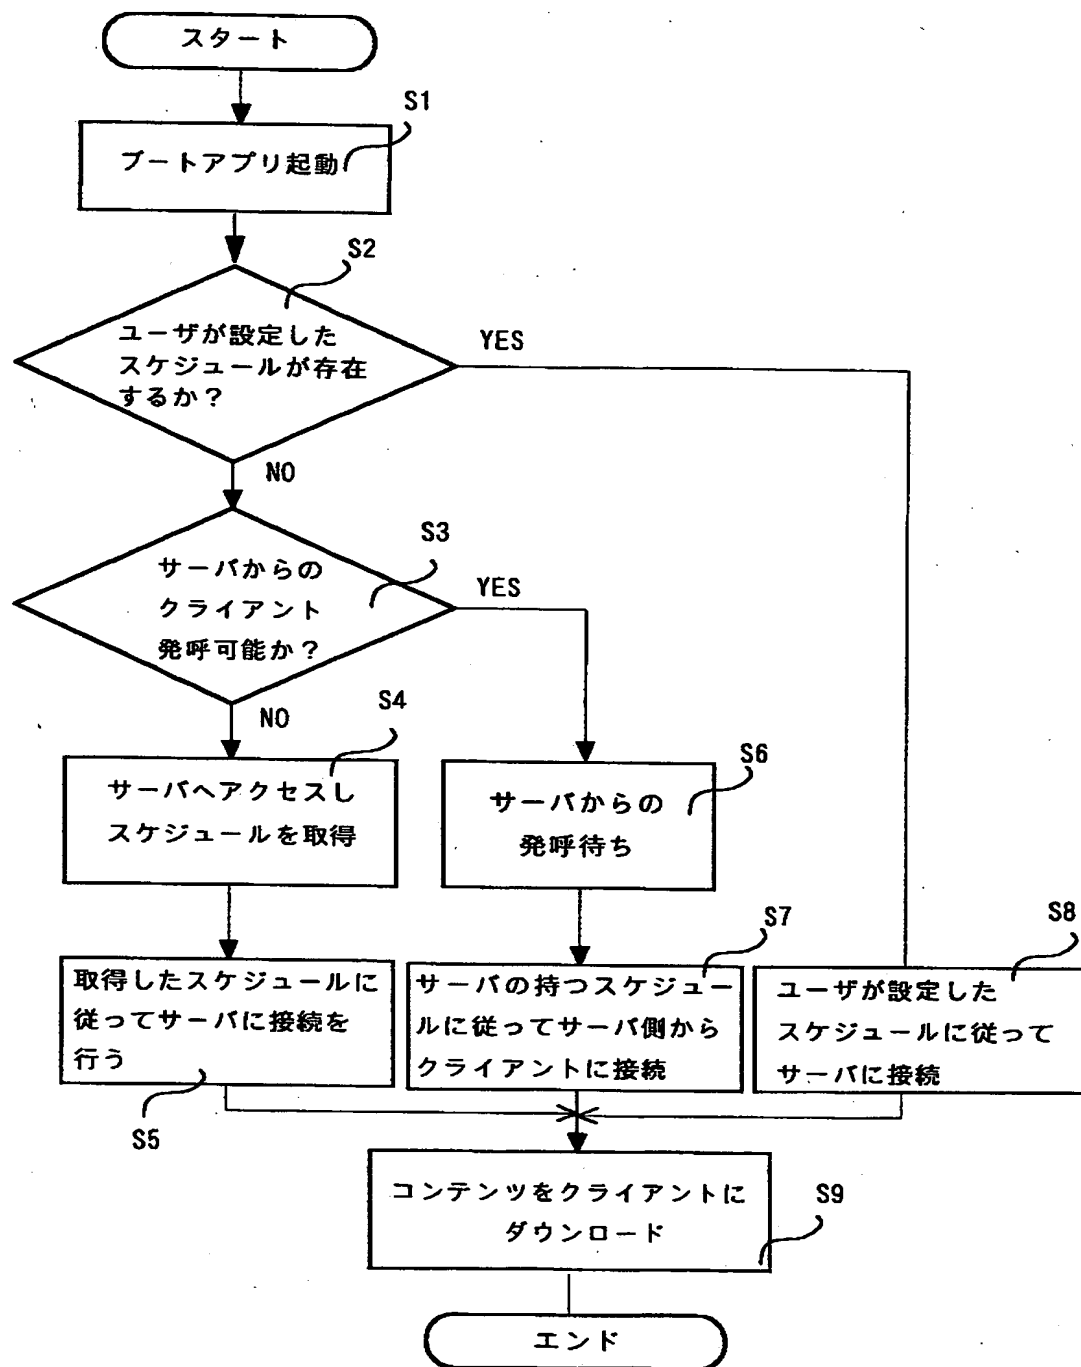 スタート
S1
ブートアプリ起動
S2
ユーザが設定した
スケジュールが存在
するか?
YES
NO
S3
サーバからの
クライアント
発呼可能か?
YES
NO
S4
サーバへアクセスし
スケジュールを取得
S6
サーバからの
発呼待ち
S5
取得したスケジュールに
従ってサーバに接続を
行う
S7
サーバの持つスケジュー
ルに従ってサーバ側から
クライアントに接続
S8
ユーザが設定した
スケジュールに従って
サーバに接続
S9
コンテンツをクライアントに
ダウンロード
エンド